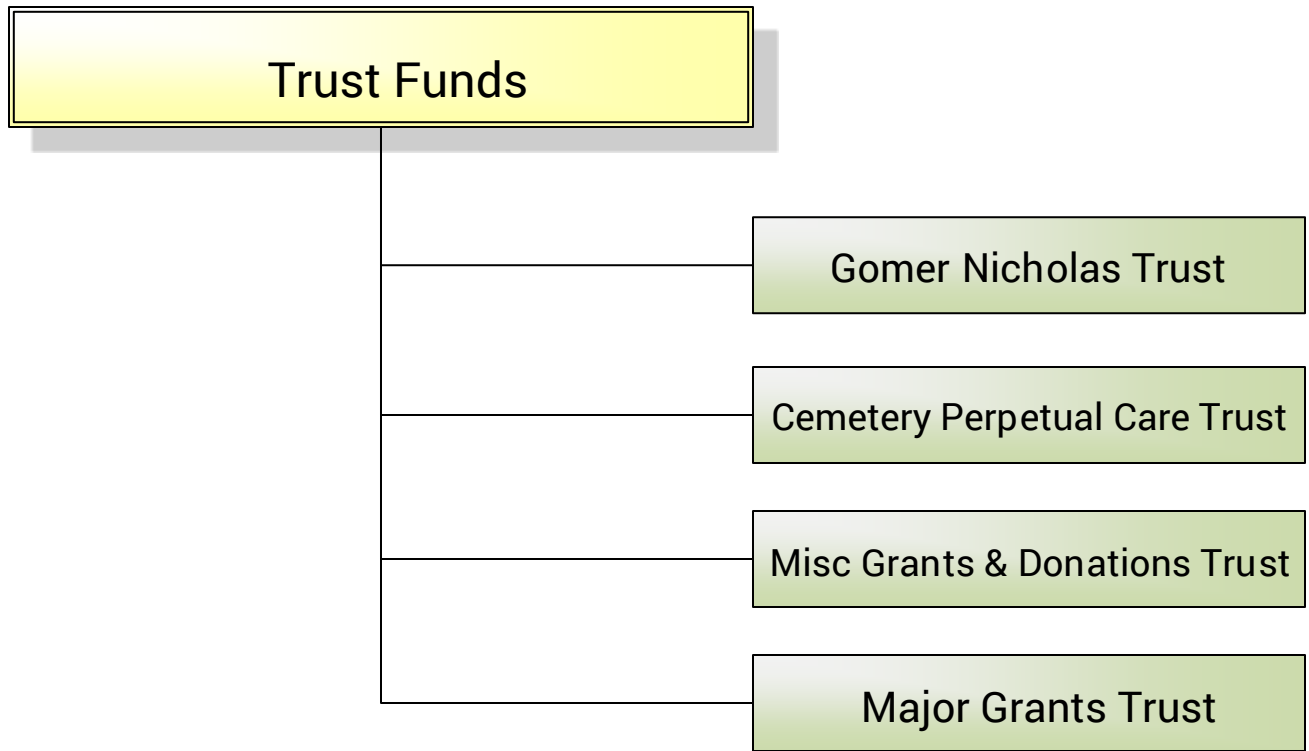 Trust Funds
Gomer Nicholas Trust
Cemetery Perpetual Care Trust
Misc Grants & Donations Trust
Major Grants Trust